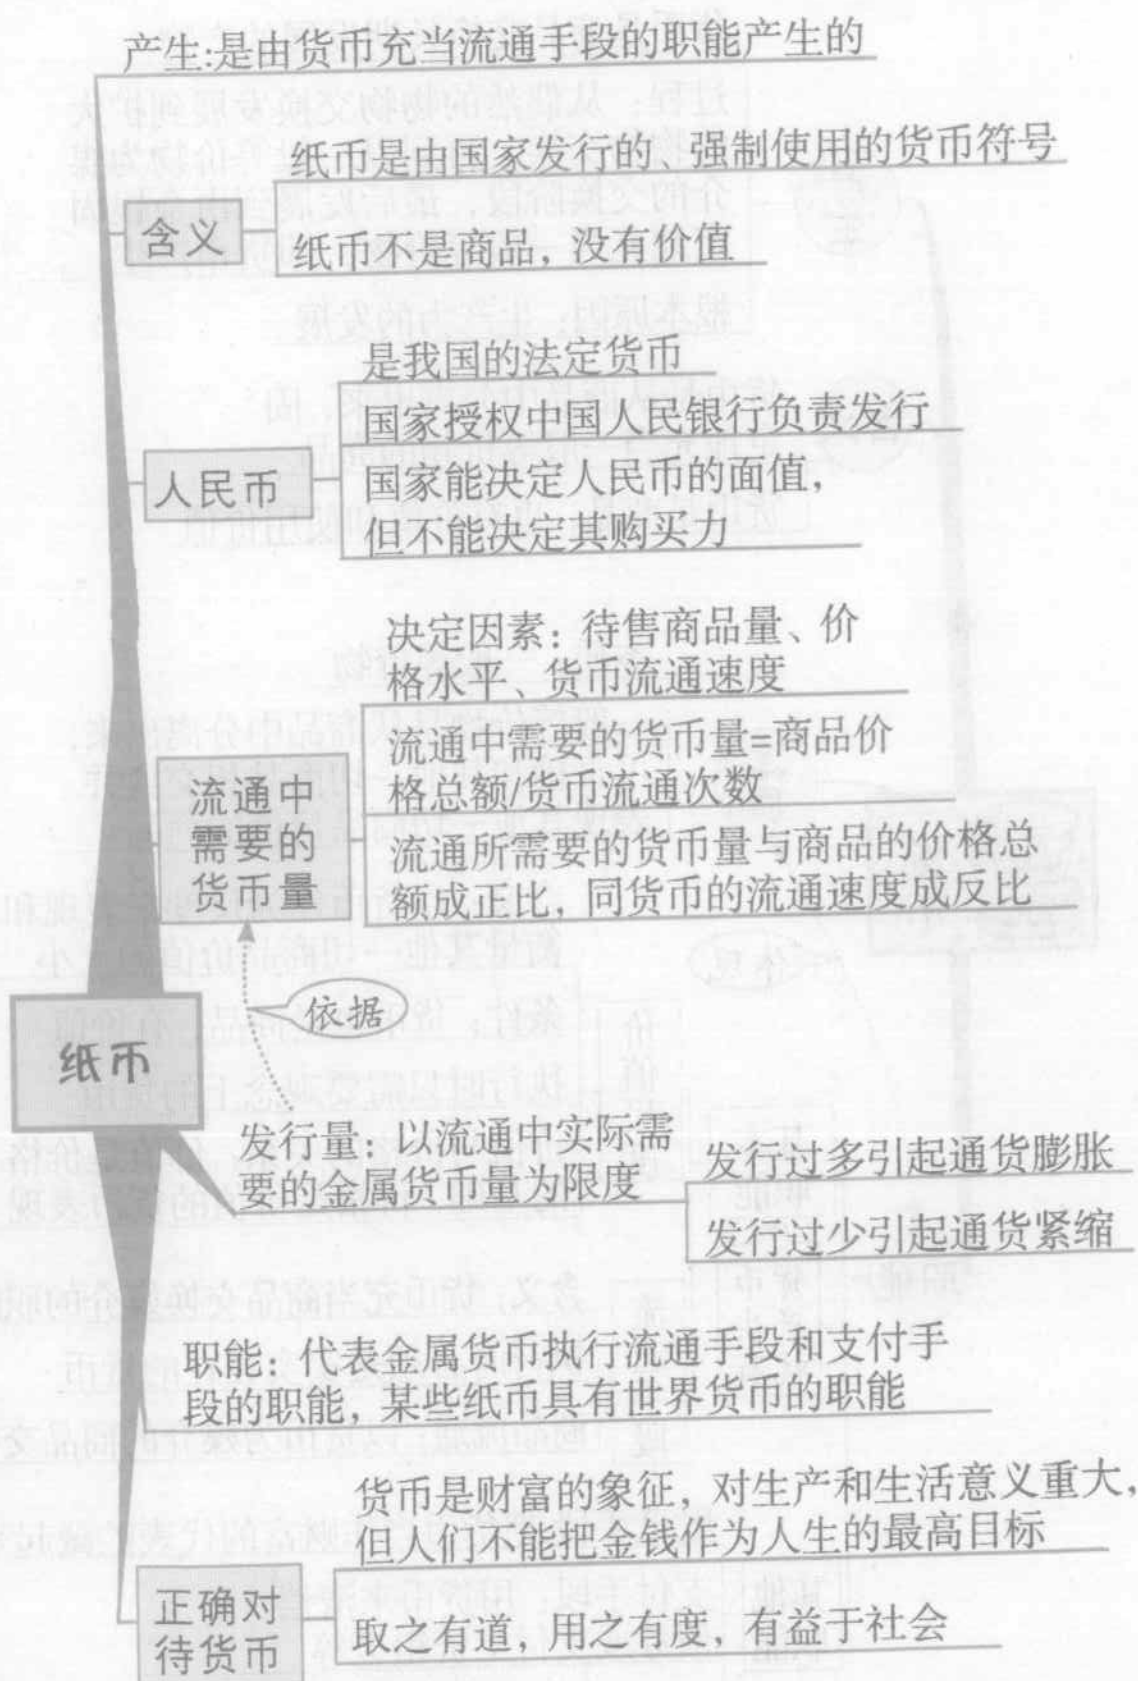 产生:是由货币充当流通手段的职能产生的
纸币是由国家发行的、强制使用的货币符号
含义
纸币不是商品，没有价值
是我国的法定货币
国家授权中国人民银行负责发行
人民币
国家能决定人民币的面值，
但不能决定其购买力
决定因素：待售商品量、价
格水平、货币流通速度
流通中需要的货币量=商品价
格总额/货币流通次数
流通中
需要的
货币量
流通所需要的货币量与商品的价格总
额成正比，同货币的流通速度成反比
依据
纸币
发行量：以流通中实际需
要的金属货币量为限度
发行过多引起通货膨胀
发行过少引起通货紧缩
职能：代表金属货币执行流通手段和支付手
段的职能，某些纸币具有世界货币的职能
货币是财富的象征，对生产和生活意义重大，
但人们不能把金钱作为人生的最高目标
正确对
待货币
取之有道，用之有度，有益于社会